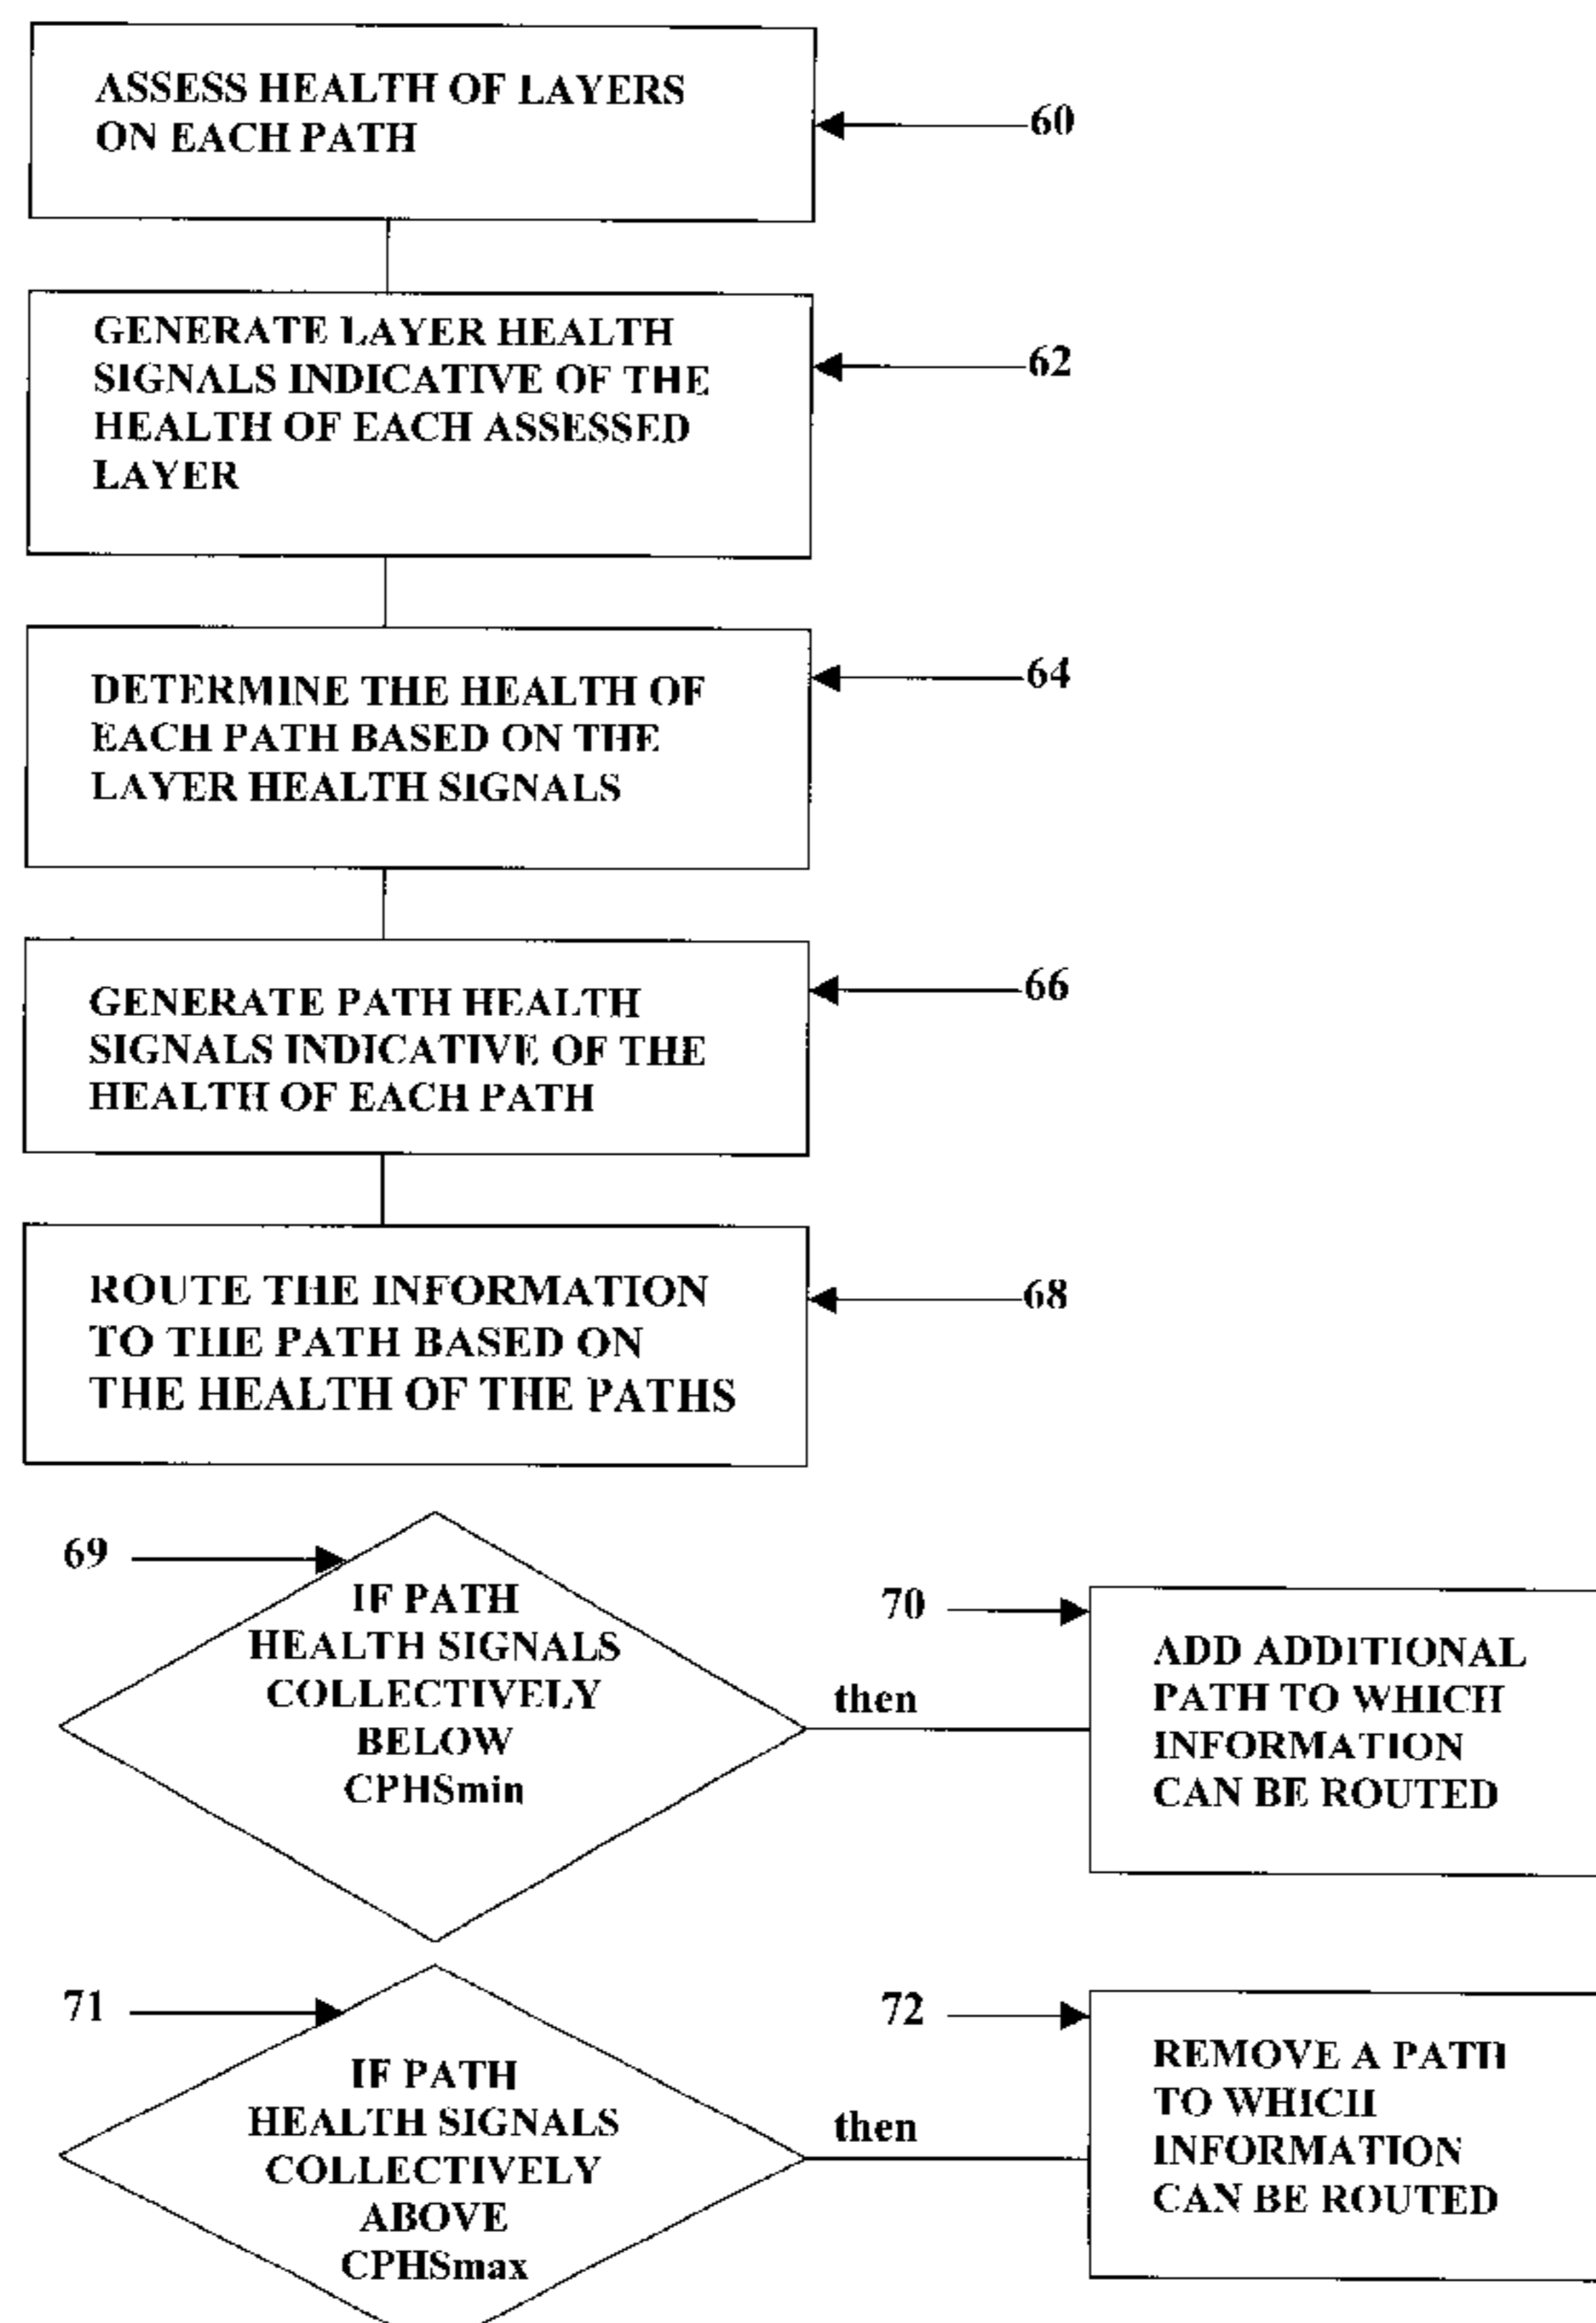 ASSESS HEALTH OF LAYERS
ON EACH PATH
60
GENERATE LAYER HEALTH
SIGNALS INDICATIVE OF THE
HEALTH OF EACH ASSESSED
LAYER
62
DETERMINE THE HEALTH OF
EACH PATH BASED ON THE
LAYER HEALTH SIGNALS
64
GENERATE PATH HEALTH
SIGNALS INDICATIVE OF THE
HEALTH OF EACH PATH
66
ROUTE THE INFORMATION
TO THE PATH BASED ON
THE HEALTH OF THE PATHS
68
69
IF PATH
HEALTH SIGNALS
COLLECTIVELY
BELOW
CPHSmin
then
70
ADD ADDITIONAL
PATH TO WHICH
INFORMATION
CAN BE ROUTED
71
IF PATH
HEALTH SIGNALS
COLLECTIVELY
ABOVE
CPHSmax
then
72
REMOVE A PATH
TO WHICH
INFORMATION
CAN BE ROUTED